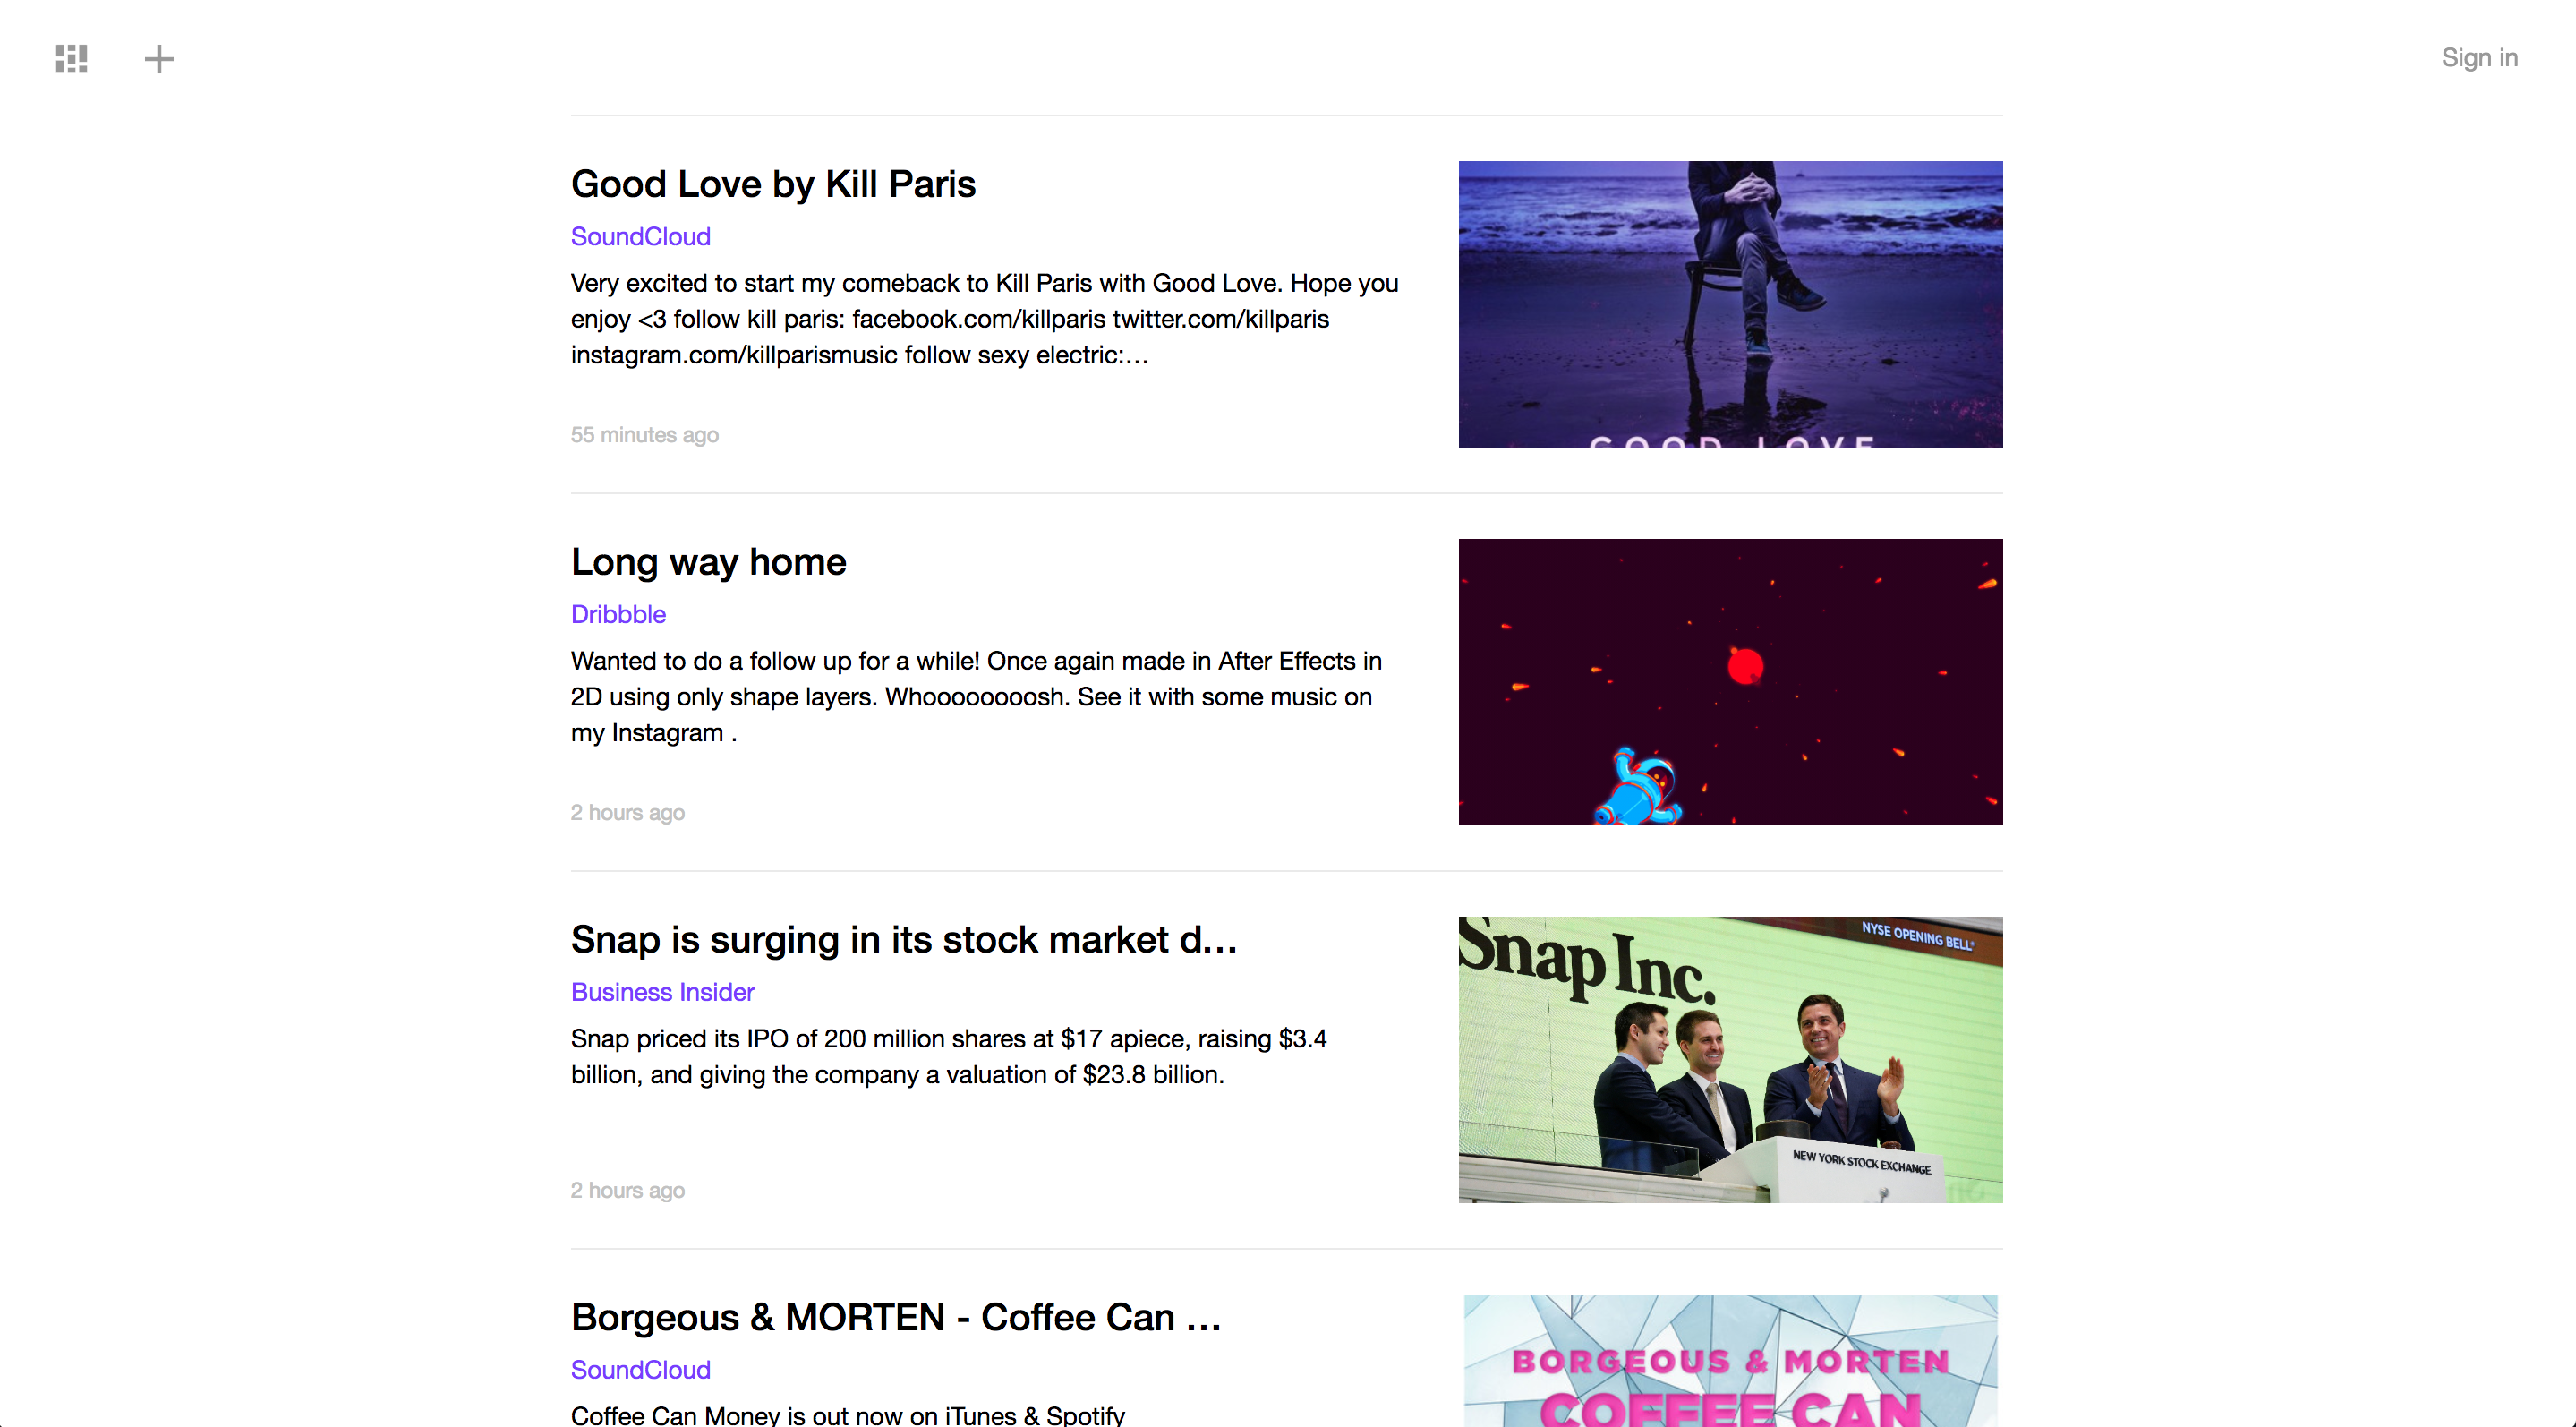 Sign in
Good Love by Kill Paris
SoundCloud
Very excited to start my comeback to Kill Paris with Good Love. Hope you
enjoy <3 follow kill paris: facebook.com/killparis twitter.com/killparis
instagram.com/killparismusic follow sexy electric:…
55 minutes ago
GOOD LOVE
Long way home
Dribbble
Wanted to do a follow up for a while! Once again made in After Effects in
2D using only shape layers. Whoooooooosh. See it with some music on
my Instagram .
2 hours ago
Snap is surging in its stock market d…
Business Insider
Snap priced its IPO of 200 million shares at $17 apiece, raising $3.4
billion, and giving the company a valuation of $23.8 billion.
2 hours ago
NYSE OPENING BELL
Snap Inc.
NEW YORK STOCK EXCHANGE
Borgeous & MORTEN - Coffee Can …
SoundCloud
Coffee Can Money is out now on iTunes & Spotify
BORGEOUS & MORTEN
COFFEE CAN